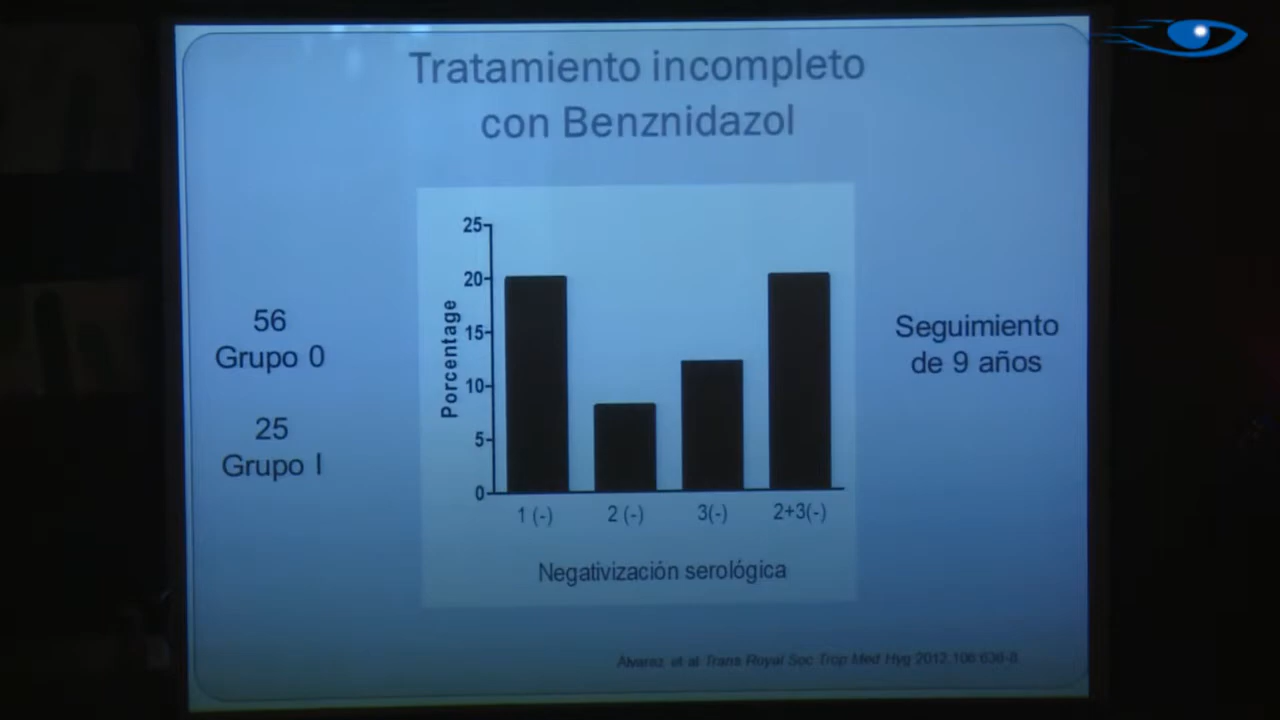 Tratamiento incompleto
con Benznidazol
56
Grupo 0
25
Grupo I
Porcentage
25
20
15
10
5
0
1 (-)
2 (-)
3(-)
2+3(-)
Negativización serológica
Seguimiento
de 9 años
Alvarez, et al. Trans Royal Soc Trop Med Hyg 2012,106:636-8